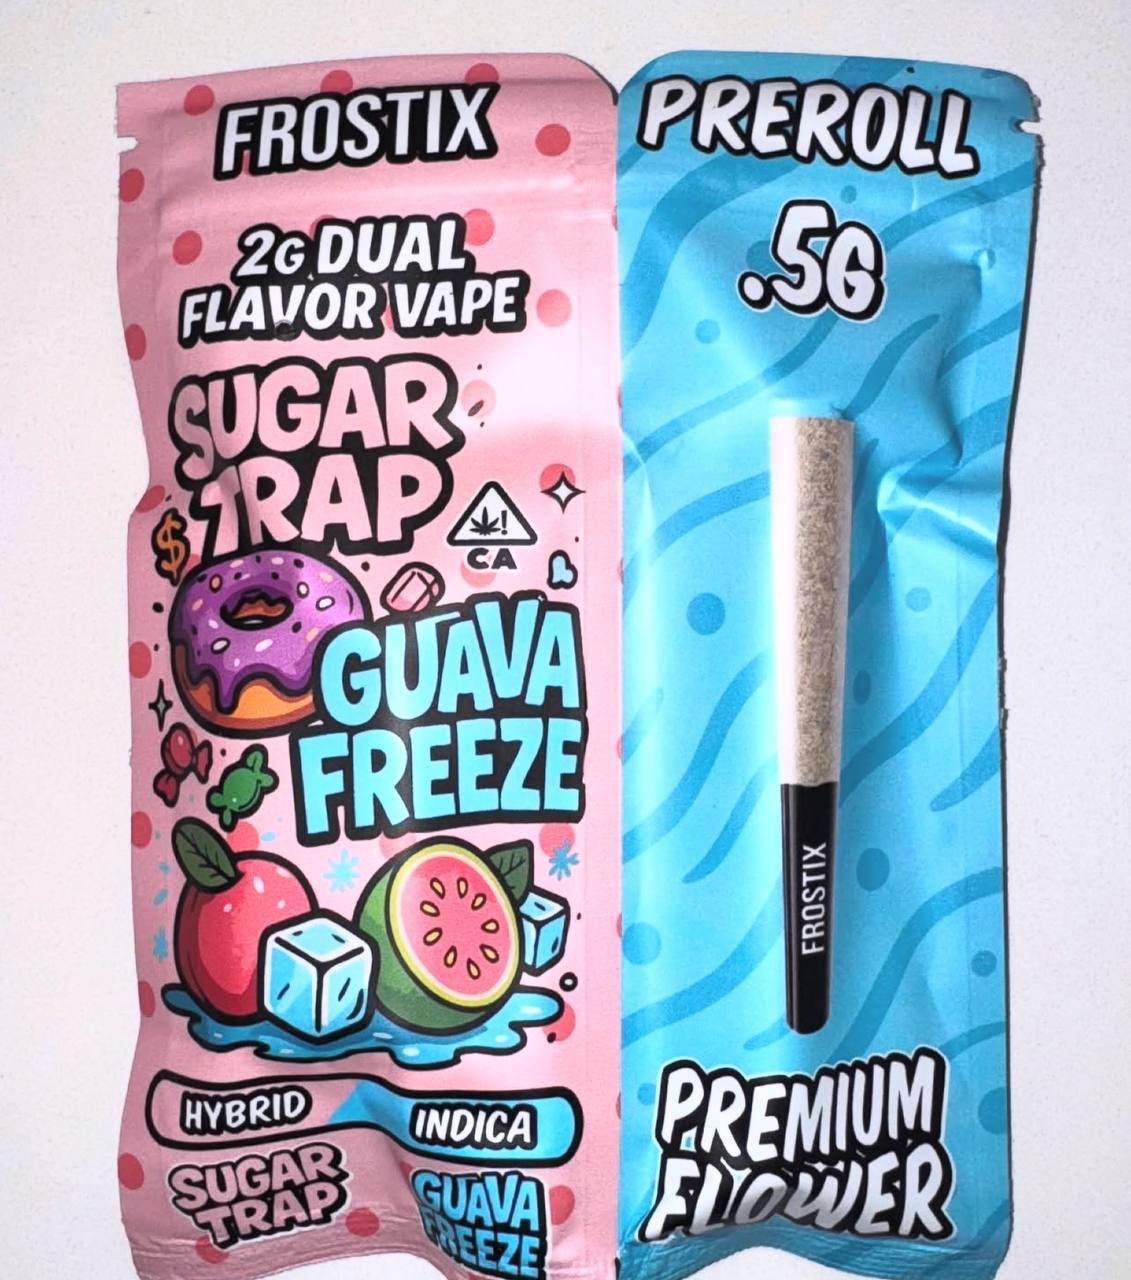 FROSTIX
2G DUAL
FLAVOR VAPE
SUGAR
TRAP
CA
$
GUAVA
FREEZE
HYBRID
INDICA
SUGAR
TRAP
GUAVA
FREEZE
PREROLL
.5G
FROSTIX
PREMIUM
FLOWER